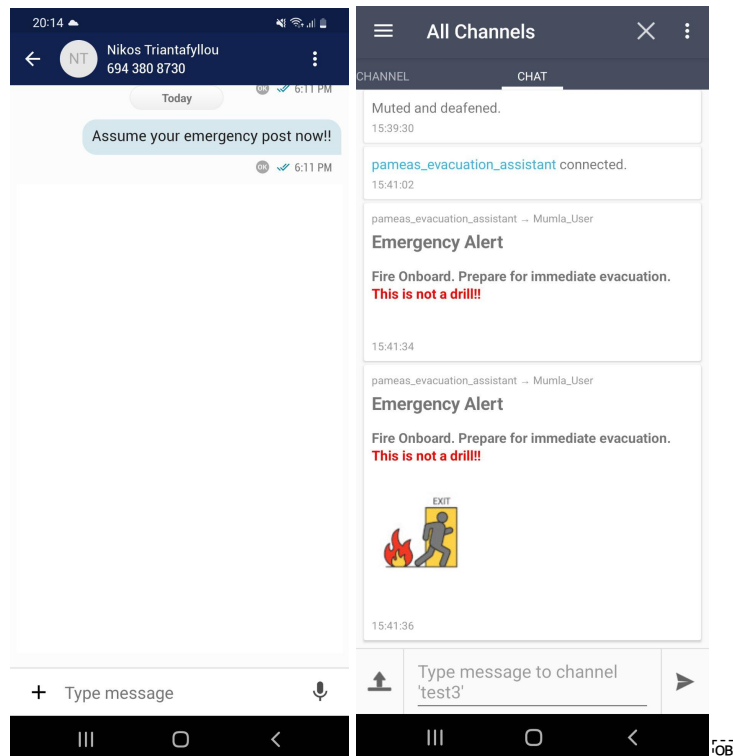 20:14
NT
Nikos Triantafyllou
694 380 8730
OK 6:11 PM
Today
Assume your emergency post now!!
OK 6:11 PM
Type message
All Channels
CHANNEL
CHAT
Muted and deafened.
15:39:30
pameas_evacuation_assistant connected.
15:41:02
pameas_evacuation_assistant → Mumla_User
Emergency Alert
Fire Onboard. Prepare for immediate evacuation.
This is not a drill!!
15:41:34
pameas_evacuation_assistant → Mumla_User
Emergency Alert
Fire Onboard. Prepare for immediate evacuation.
This is not a drill!!
EXIT
15:41:36
Type message to channel
'test3'
OB